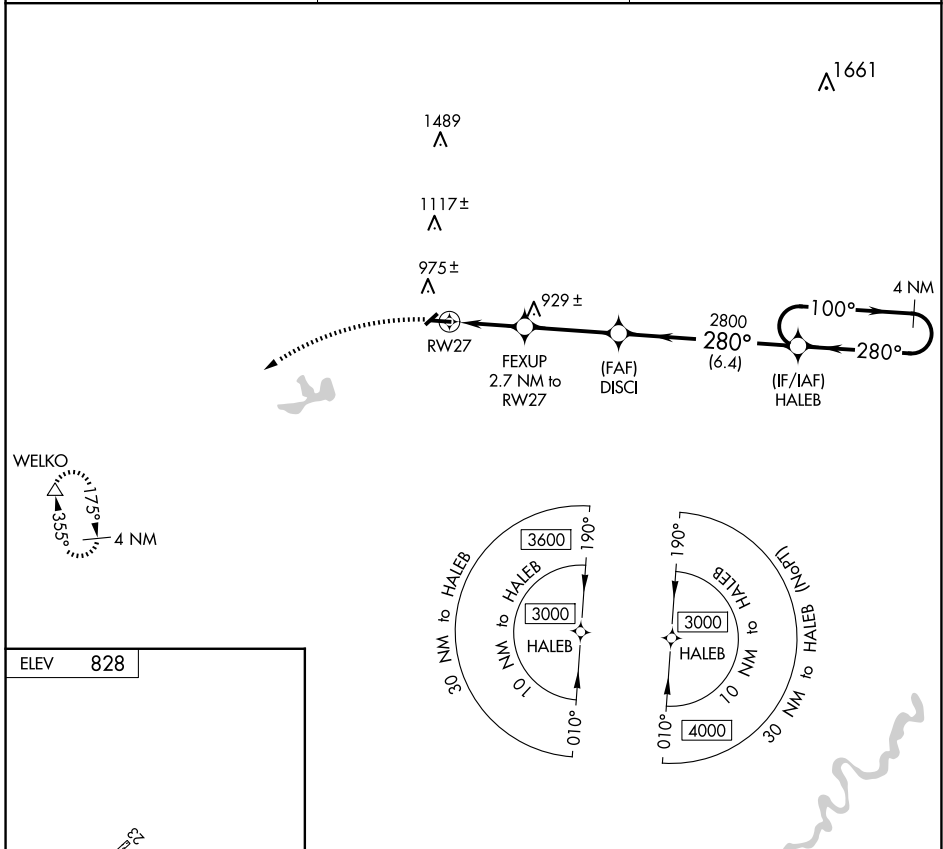 1661
1489
1117 ±
975 ±
929 ±
RW27
FEXUP
2.7 NM to
RW27
(FAF)
DISCI
2800
280°
(6.4)
(IF/IAF)
HALEB
100°
4 NM
280°
WELKO
175°
355°
4 NM
30 NM to HALEB
3600
190°
10 NM to HALEB
3000
HALEB
010°
190°
10 NM to HALEB
3000
HALEB
30 NM to HALEB (NoPT)
010°
4000
ELEV 828
23